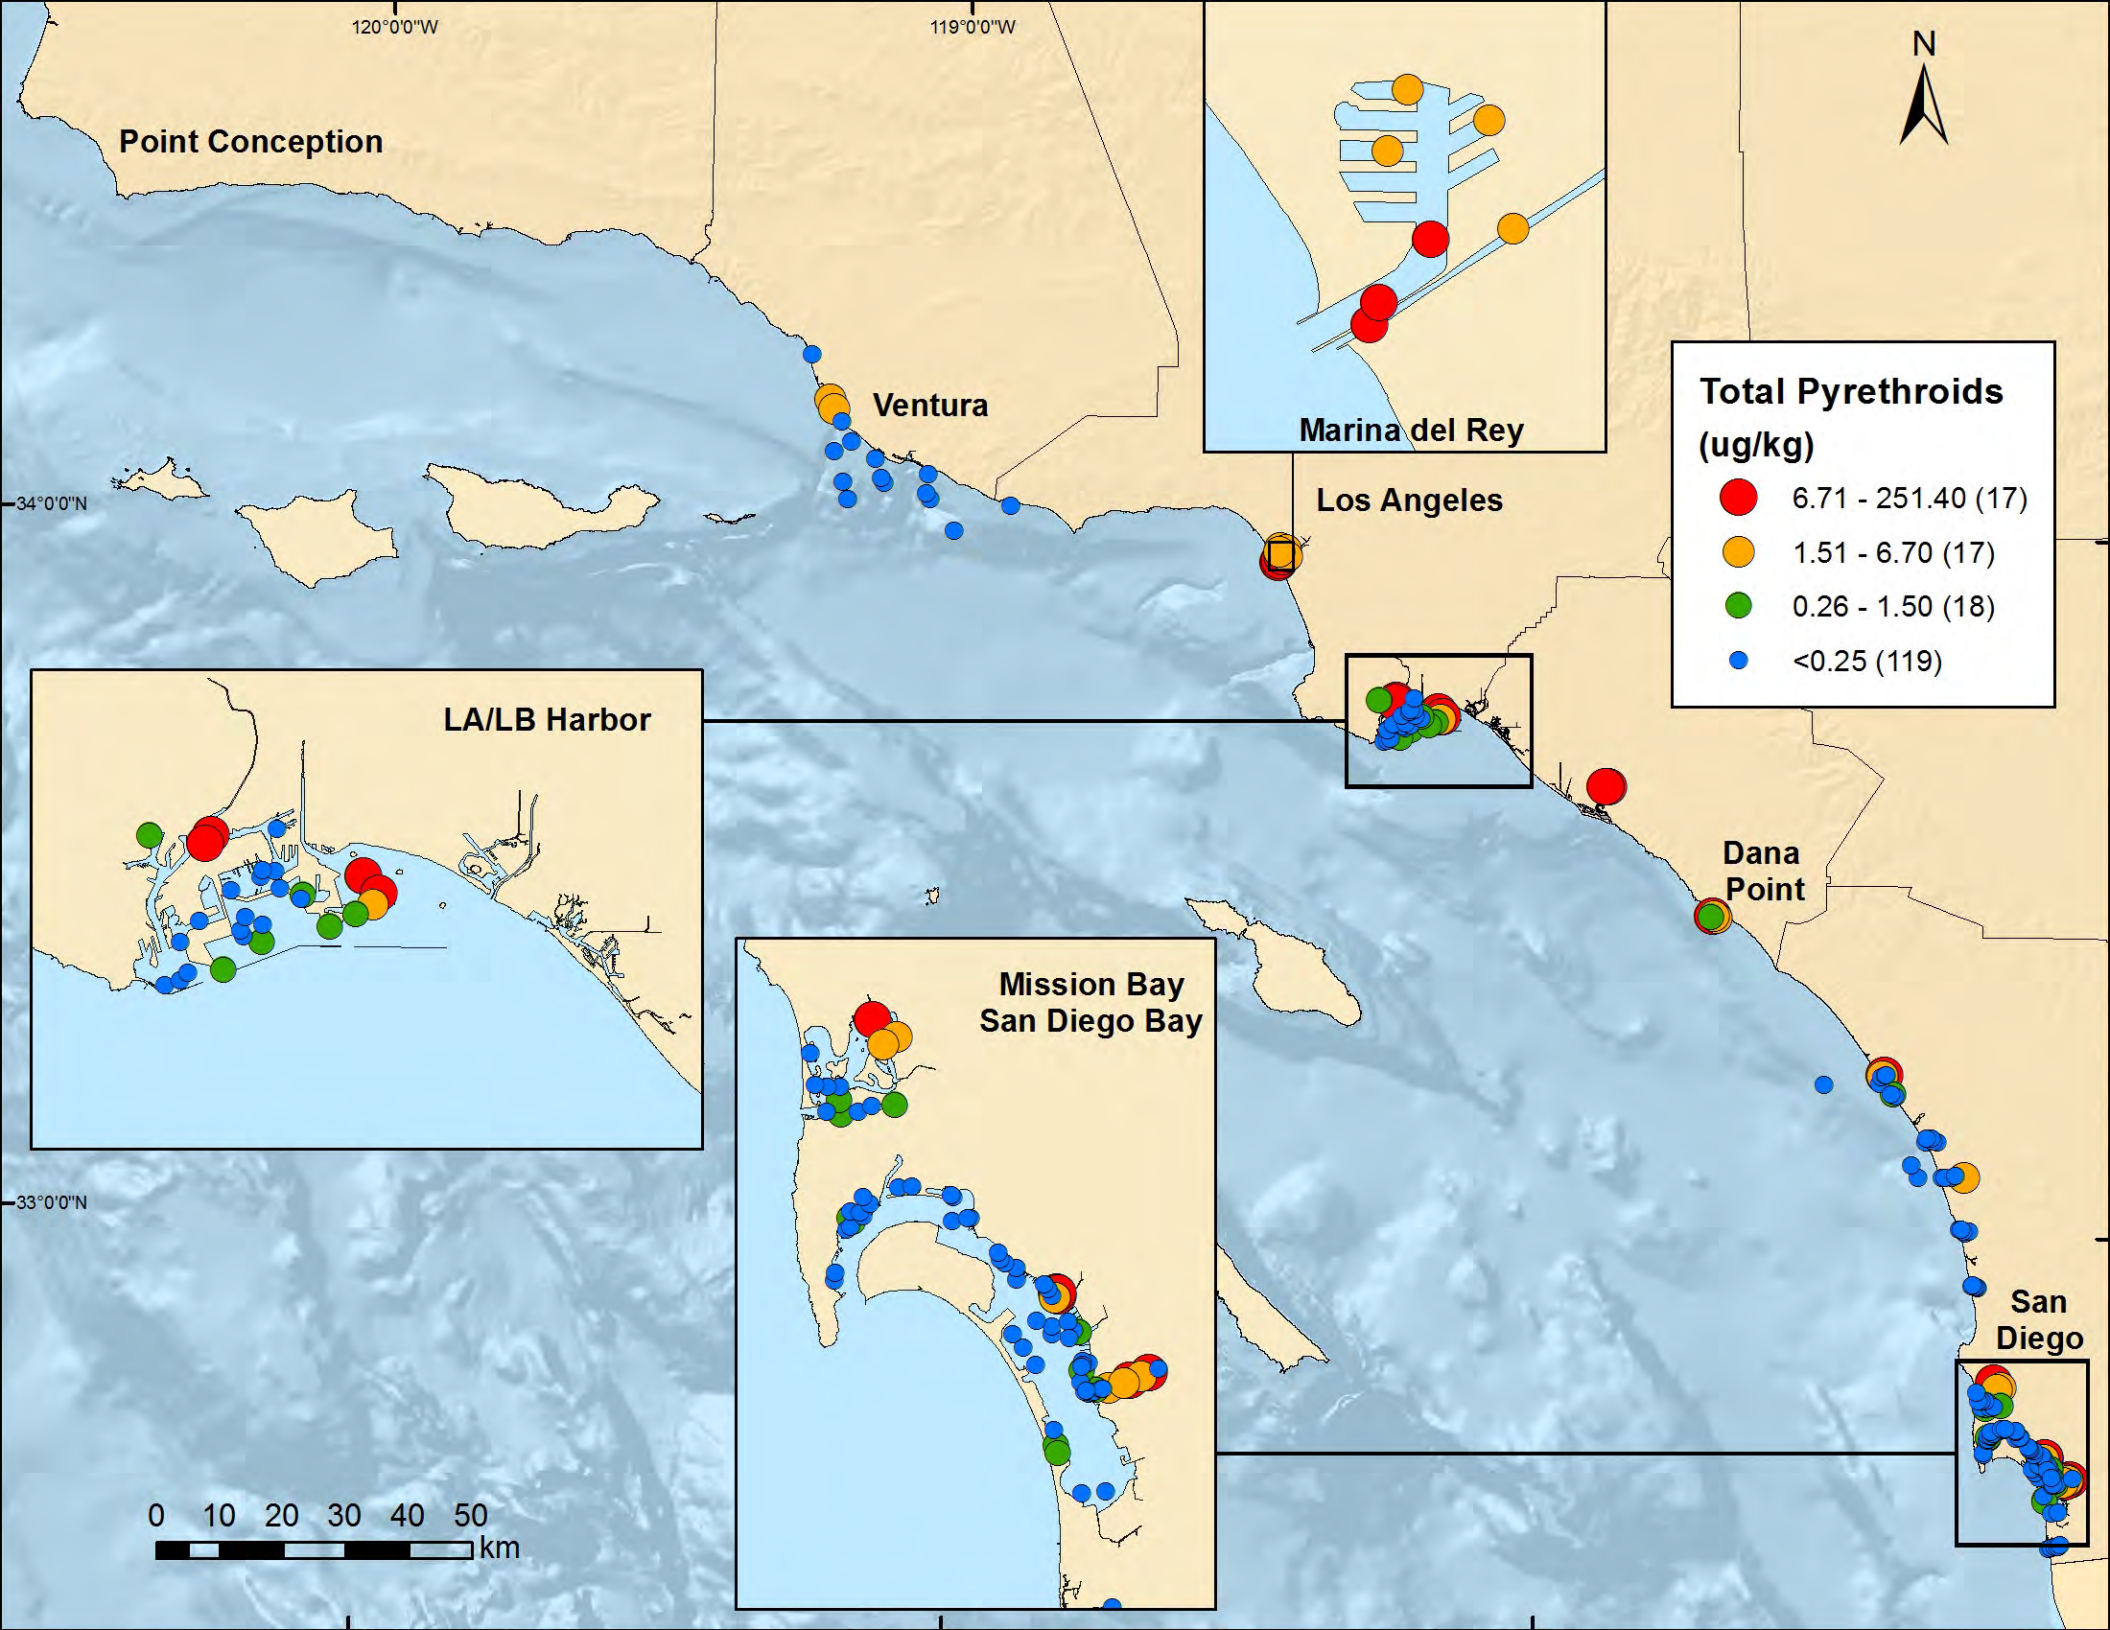 120°0'0"W
119°0'0"W
N
Point Conception
Marina del Rey
Ventura
Total Pyrethroids
(ug/kg)
6.71 - 251.40 (17)
1.51 - 6.70 (17)
0.26 - 1.50 (18)
<0.25 (119)
34°0'0"N
Los Angeles
LA/LB Harbor
Dana
Point
Mission Bay
San Diego Bay
33°0'0"N
San
Diego
0 10 20 30 40 50
km